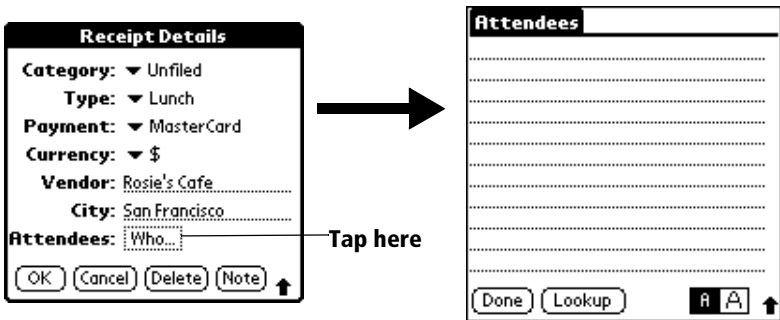 Receipt Details
Category: Unfiled
Type: Lunch
Payment: MasterCard
Currency: $
Vendor: Rosie's Cafe
City: San Francisco
Attendees: Who...
OK Cancel Delete Note
Tap here
Attendees
Done Lookup A A